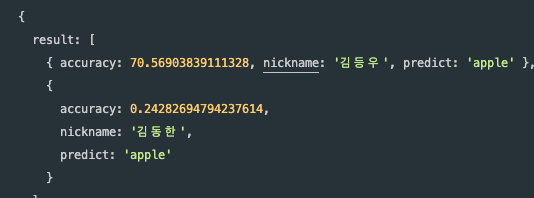 {
result: [
{ accuracy: 70.56903839111328, nickname: '김등우', predict: 'apple' },
{
accuracy: 0.24282694794237614,
nickname: '김동한',
predict: 'apple'
}